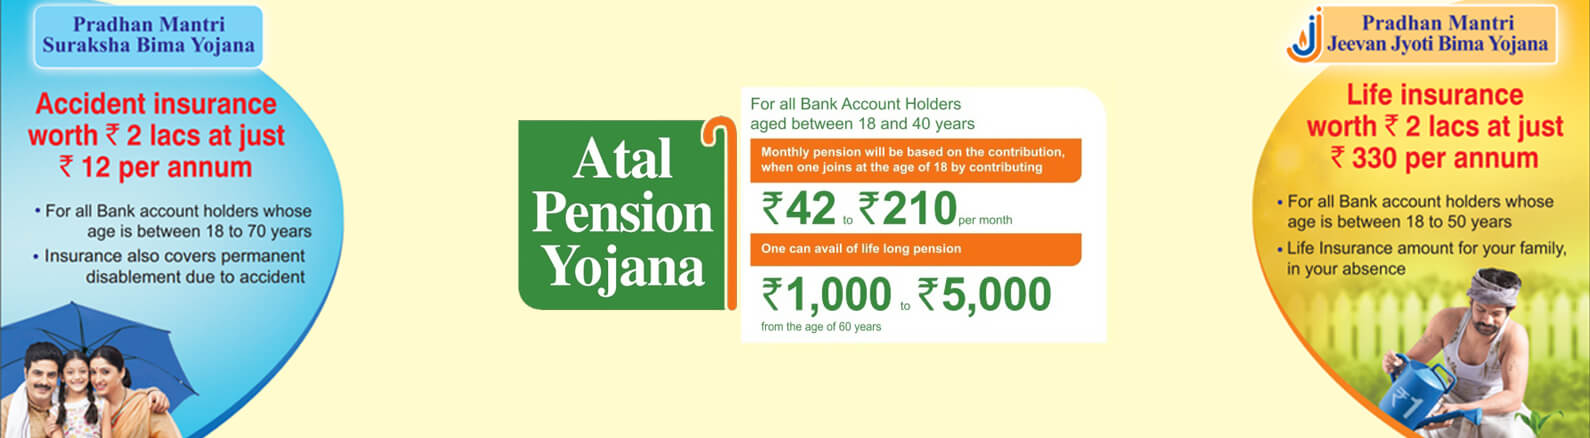 Pradhan Mantri
Suraksha Bima Yojana
Accident insurance
worth ₹ 2 lacs at just
₹ 12 per annum
• For all Bank account holders whose
age is between 18 to 70 years
• Insurance also covers permanent
disablement due to accident
Atal
Pension
Yojana
For all Bank Account Holders
aged between 18 and 40 years
Monthly pension will be based on the contribution,
when one joins at the age of 18 by contributing
₹42 to ₹210 per month
One can avail of life long pension
₹1,000 to ₹5,000
from the age of 60 years
Pradhan Mantri
Jeevan Jyoti Bima Yojana
Life insurance
worth ₹ 2 lacs at just
₹ 330 per annum
• For all Bank account holders whose
age is between 18 to 50 years
• Life Insurance amount for your family,
in your absence
₹1